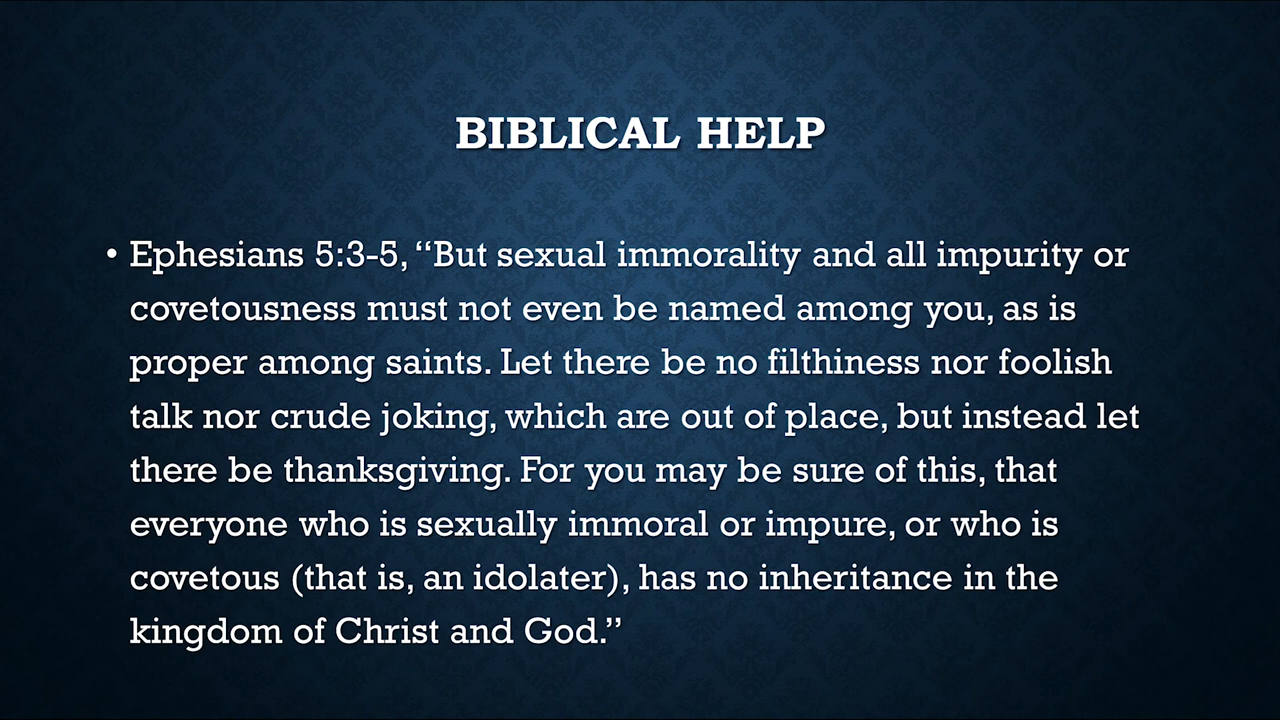 BIBLICAL HELP
• Ephesians 5:3-5, “But sexual immorality and all impurity or
covetousness must not even be named among you, as is
proper among saints. Let there be no filthiness nor foolish
talk nor crude joking, which are out of place, but instead let
there be thanksgiving. For you may be sure of this, that
everyone who is sexually immoral or impure, or who is
covetous (that is, an idolater), has no inheritance in the
kingdom of Christ and God.”